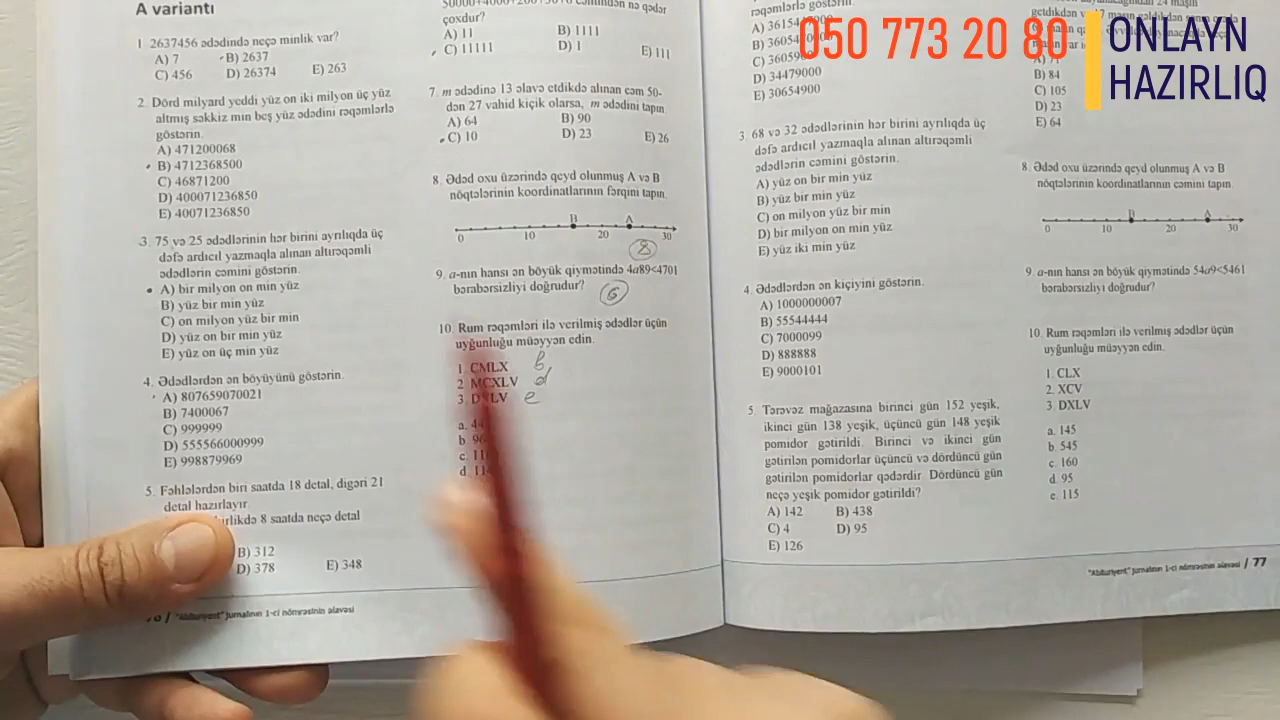 A variantı
1. 2637456 ədədində neçə minlik var?
A) 7 B) 2637
C) 456 D) 26374 E) 263
2. Dörd milyard yeddi yüz on iki milyon üç yüz
altmış səkkiz min beş yüz ədədini rəqəmlərlə
göstərin.
A) 471200068
B) 4712368500
C) 46871200
D) 400071236850
E) 40071236850
3. 75 və 25 ədədlərinin hər birini ayrılıqda üç
dəfə ardıcıl yazmaqla alınan altırəqəmli
ədədlərin cəmini göstərin.
A) bir milyon on min yüz
B) yüz bir min yüz
C) on milyon yüz bir min
D) yüz on bir min yüz
E) yüz on üç min yüz
4. Ədədlərdən ən böyüyünü göstərin.
A) 807659070021
B) 7400067
C) 999999
D) 555566000999
E) 998879969
5. Fəhlələrdən biri saatda 18 detal, digəri 21
detal hazırlayır
birlikdə 8 saatda neçə detal
B) 312
D) 378 E) 348
"Abituriyent" jurnalının 1-ci nömrəsinin əlavəsi
cəmindən nə qədər
çoxdur?
A) 11 B) 1111
C) 11111 D) 1 E) 111
7. m ədədinə 13 əlavə etdikdə alınan cəm 50-
dən 27 vahid kiçik olarsa, m ədədini tapın.
A) 64 B) 90
C) 10 D) 23 E) 26
8. Ədəd oxu üzərində qeyd olunmuş A və B
nöqtələrinin koordinatlarının fərqini tapın.
B A
0 10 20 30
8
9. a-nın hansı ən böyük qiymətində 4a89<4701
bərabərsizliyi doğrudur?
6
10. Rum rəqəmləri ilə verilmiş ədədlər üçün
uyğunluğu müəyyən edin.
1. CMLX b
2 MCXLV d
3. DXLV e
a. 44
b. 96
c. 11
d. 11
rəqəmlərlə göstərin.
C) 36059
D) 34479000
E) 30654900
3. 68 və 32 ədədlərinin hər birini ayrılıqda üç
dəfə ardıcıl yazmaqla alınan altırəqəmli
ədədlərin cəmini göstərin.
A) yüz on bir min yüz
B) yüz bir min yüz
C) on milyon yüz bir min
D) bir milyon on min yüz
E) yüz iki min yüz
4. Ədədlərdən ən kiçiyini göstərin.
A) 1000000007
B) 55544444
C) 7000099
D) 888888
E) 9000101
5. Tərəvəz mağazasına birinci gün 152 yeşik,
ikinci gün 138 yeşik, üçüncü gün 148 yeşik
pomidor gətirildi. Birinci və ikinci gün
gətirilən pomidorlar üçüncü və dördüncü gün
gətirilən pomidorlar qədərdir. Dördüncü gün
neçə yeşik pomidor gətirildi?
A) 142 B) 438
C) 4 D) 95
E) 126
050 773 20 80
ONLAYN
HAZIRLIQ
B) 84
C) 105
D) 23
E) 64
8. Ədəd oxu üzərində qeyd olunmuş A və B
nöqtələrinin koordinatlarının cəmini tapın.
B A
0 10 20 30
9. a-nın hansı ən böyük qiymətində 54a9<5461
bərabərsizliyi doğrudur?
10. Rum rəqəmləri ilə verilmiş ədədlər üçün
uyğunluğu müəyyən edin.
1. CLX
2. XCV
3 DXLV
a. 145
b. 545
c. 160
d. 95
e. 115
"Abituriyent" jurnalının 1-ci nömrəsinin əlavəsi / 77